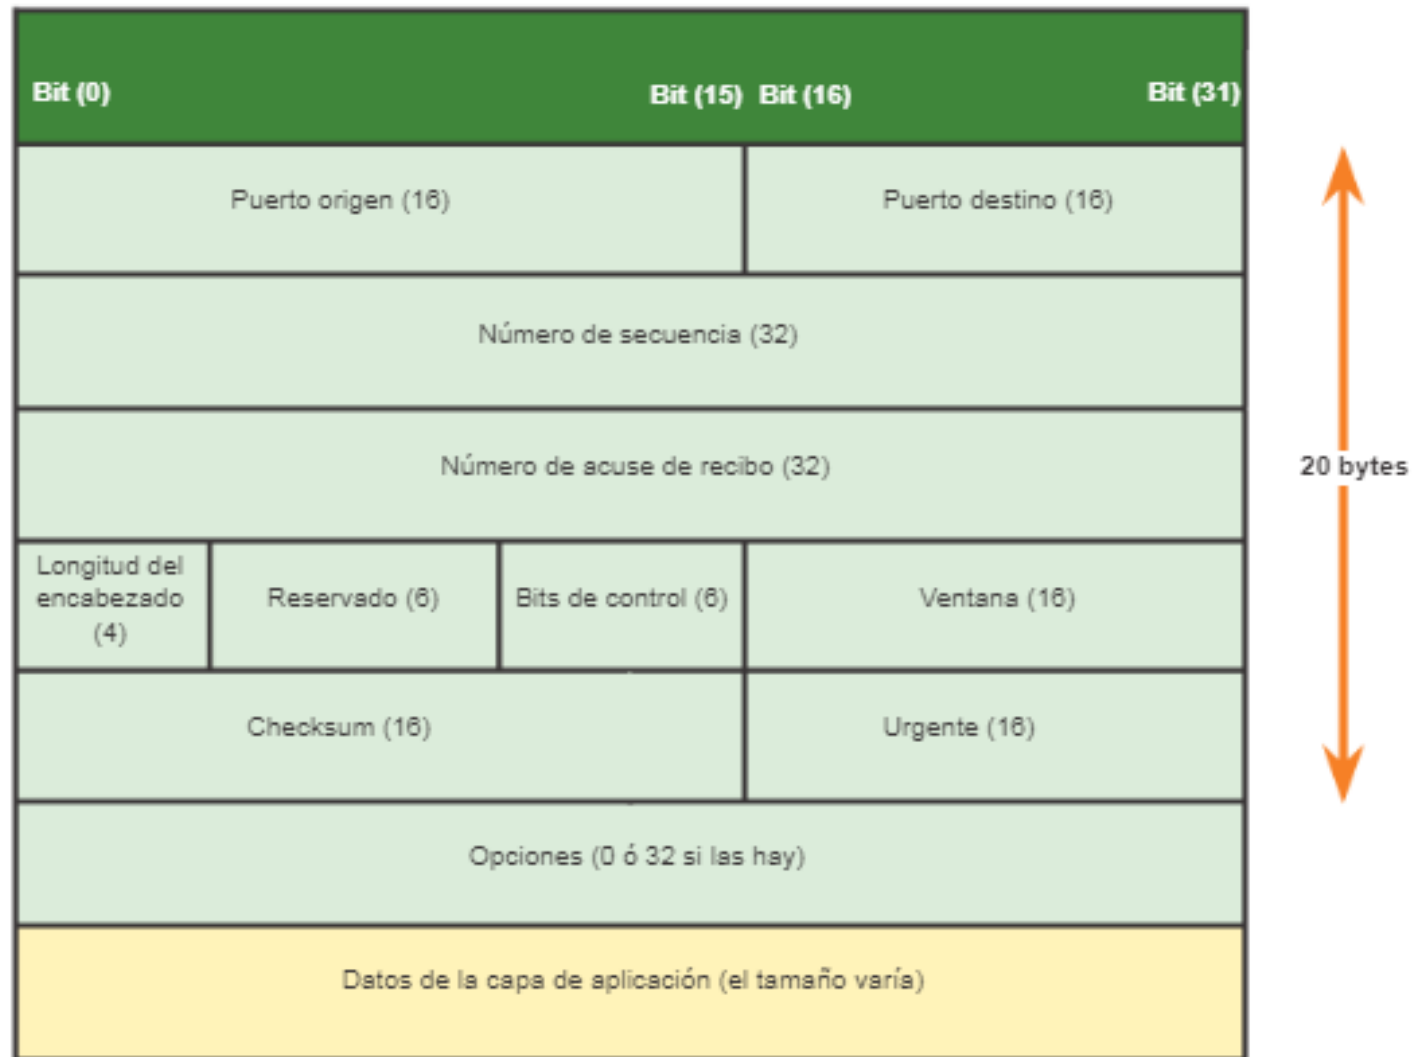 Bit (0)
Bit (15)
Bit (16)
Bit (31)
Puerto origen (16)
Puerto destino (16)
Número de secuencia (32)
Número de acuse de recibo (32)
20 bytes
Longitud del
encabezado
(4)
Reservado (6)
Bits de control (6)
Ventana (16)
Checksum (16)
Urgente (16)
Opciones (0 ó 32 si las hay)
Datos de la capa de aplicación (el tamaño varía)